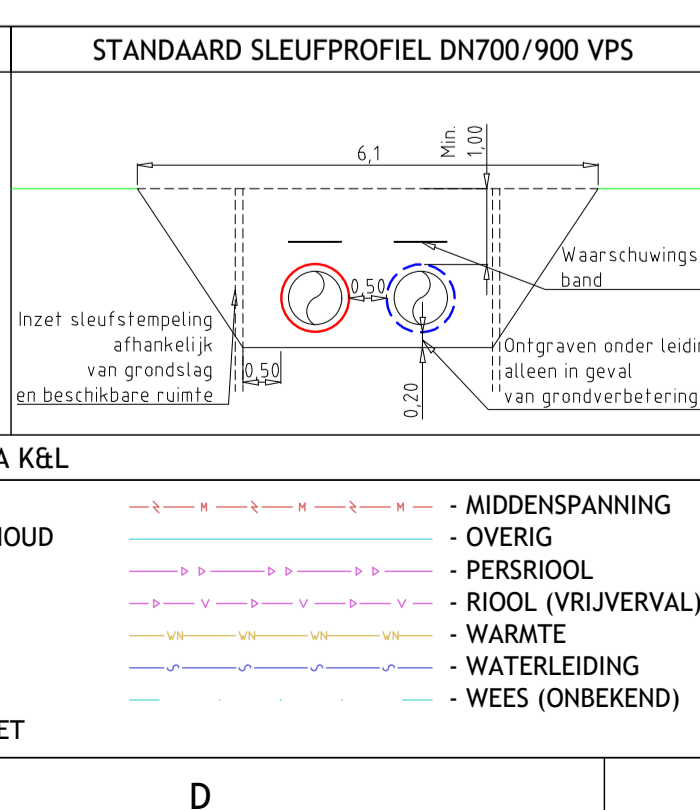 STANDAARD SLEUFPROFIEL DN700/900 VPS
6,1
Min.
1,00
Waarschuwings
band
0,50
Inzet sleufstempeling
afhankelijk
van grondslag
en beschikbare ruimte
0,50
0,20
Ontgraven onder leidin
alleen in geval
van grondverbetering
A K&L
M M M - MIDDENSPANNING
HOUD
- OVERIG
- PERSRIOOL
V V V - RIOOL (VRIJVERVAL)
WN WN WN WN - WARMTE
- WATERLEIDING
- WEES (ONBEKEND)
ET
D